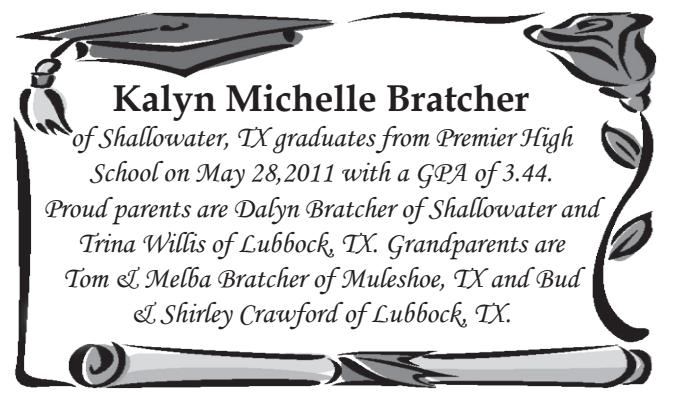 Kalyn Michelle Bratcher
of Shallowater, TX graduates from Premier High
School on May 28,2011 with a GPA of 3.44.
Proud parents are Dalyn Bratcher of Shallowater and
Trina Willis of Lubbock, TX. Grandparents are
Tom & Melba Bratcher of Muleshoe, TX and Bud
& Shirley Crawford of Lubbock, TX.